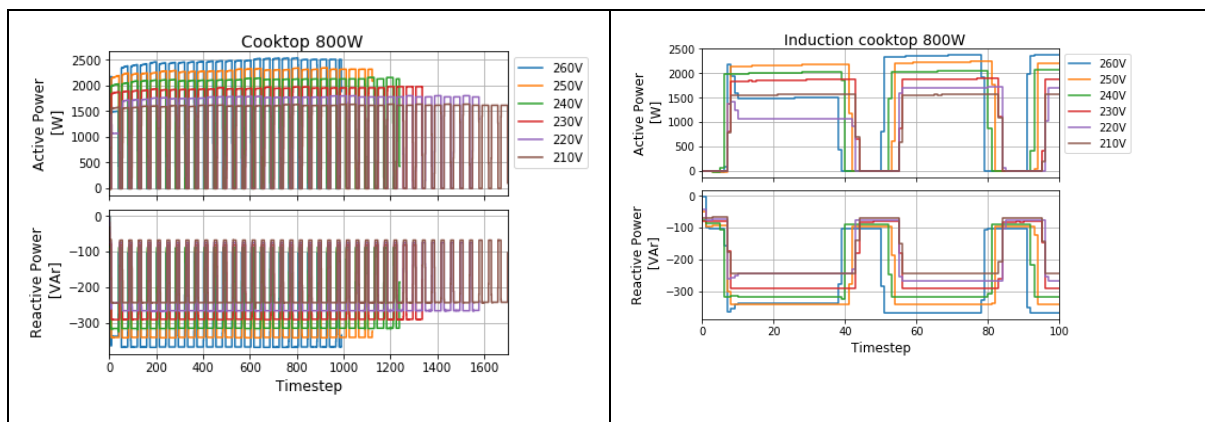 Cooktop 800W
Active Power
[W]
2500
2000
1500
1000
500
0
260V
250V
240V
230V
220V
210V
Reactive Power
[VAr]
0
−100
−200
−300
0 200 400 600 800 1000 1200 1400 1600
Timestep
Induction cooktop 800W
Active Power
[W]
2500
2000
1500
1000
500
0
260V
250V
240V
230V
220V
210V
Reactive Power
[VAr]
0
−100
−200
−300
0 20 40 60 80 100
Timestep